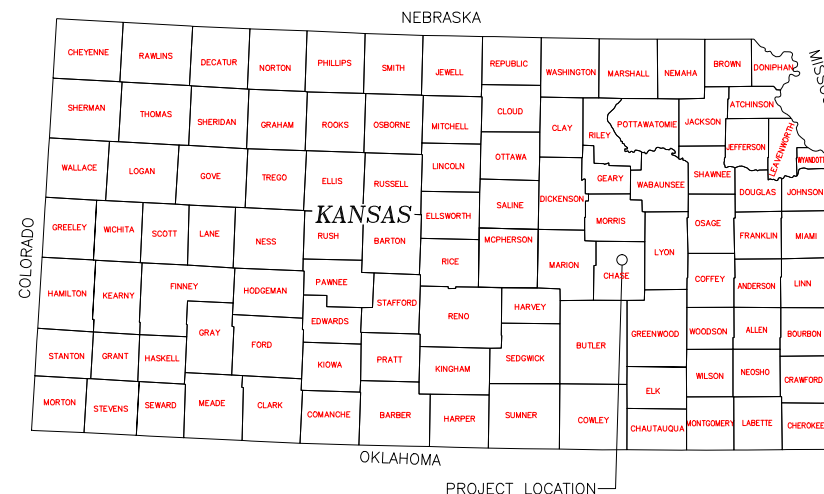 NEBRASKA
CHEYENNE RAWLINS DECATUR NORTON PHILLIPS SMITH JEWELL REPUBLIC WASHINGTON MARSHALL NEMAHA BROWN DONIPHAN
SHERMAN THOMAS SHERIDAN GRAHAM ROOKS OSBORNE MITCHELL CLOUD CLAY RILEY POTTAWATOMIE JACKSON ATCHINSON
JEFFERSON LEAVENWORTH
WALLACE LOGAN GOVE TREGO ELLIS RUSSELL LINCOLN OTTAWA DICKENSON GEARY WABAUNSEE SHAWNEE DOUGLAS JOHNSON
KANSAS
GREELEY WICHITA SCOTT LANE NESS RUSH BARTON ELLSWORTH SALINE MORRIS OSAGE FRANKLIN MIAMI
RICE MCPHERSON MARION CHASE LYON
COLORADO
HAMILTON KEARNY FINNEY HODGEMAN PAWNEE STAFFORD COFFEY ANDERSON LINN
GRAY FORD EDWARDS RENO HARVEY BUTLER GREENWOOD WOODSON ALLEN BOURBON
STANTON GRANT HASKELL KIOWA PRATT KINGHAM SEDGWICK ELK WILSON NEOSHO CRAWFORD
MORTON STEVENS SEWARD MEADE CLARK COMANCHE BARBER HARPER SUMNER COWLEY CHAUTAUQUA MONTGOMERY LABETTE CHEROKEE
OKLAHOMA
PROJECT LOCATION